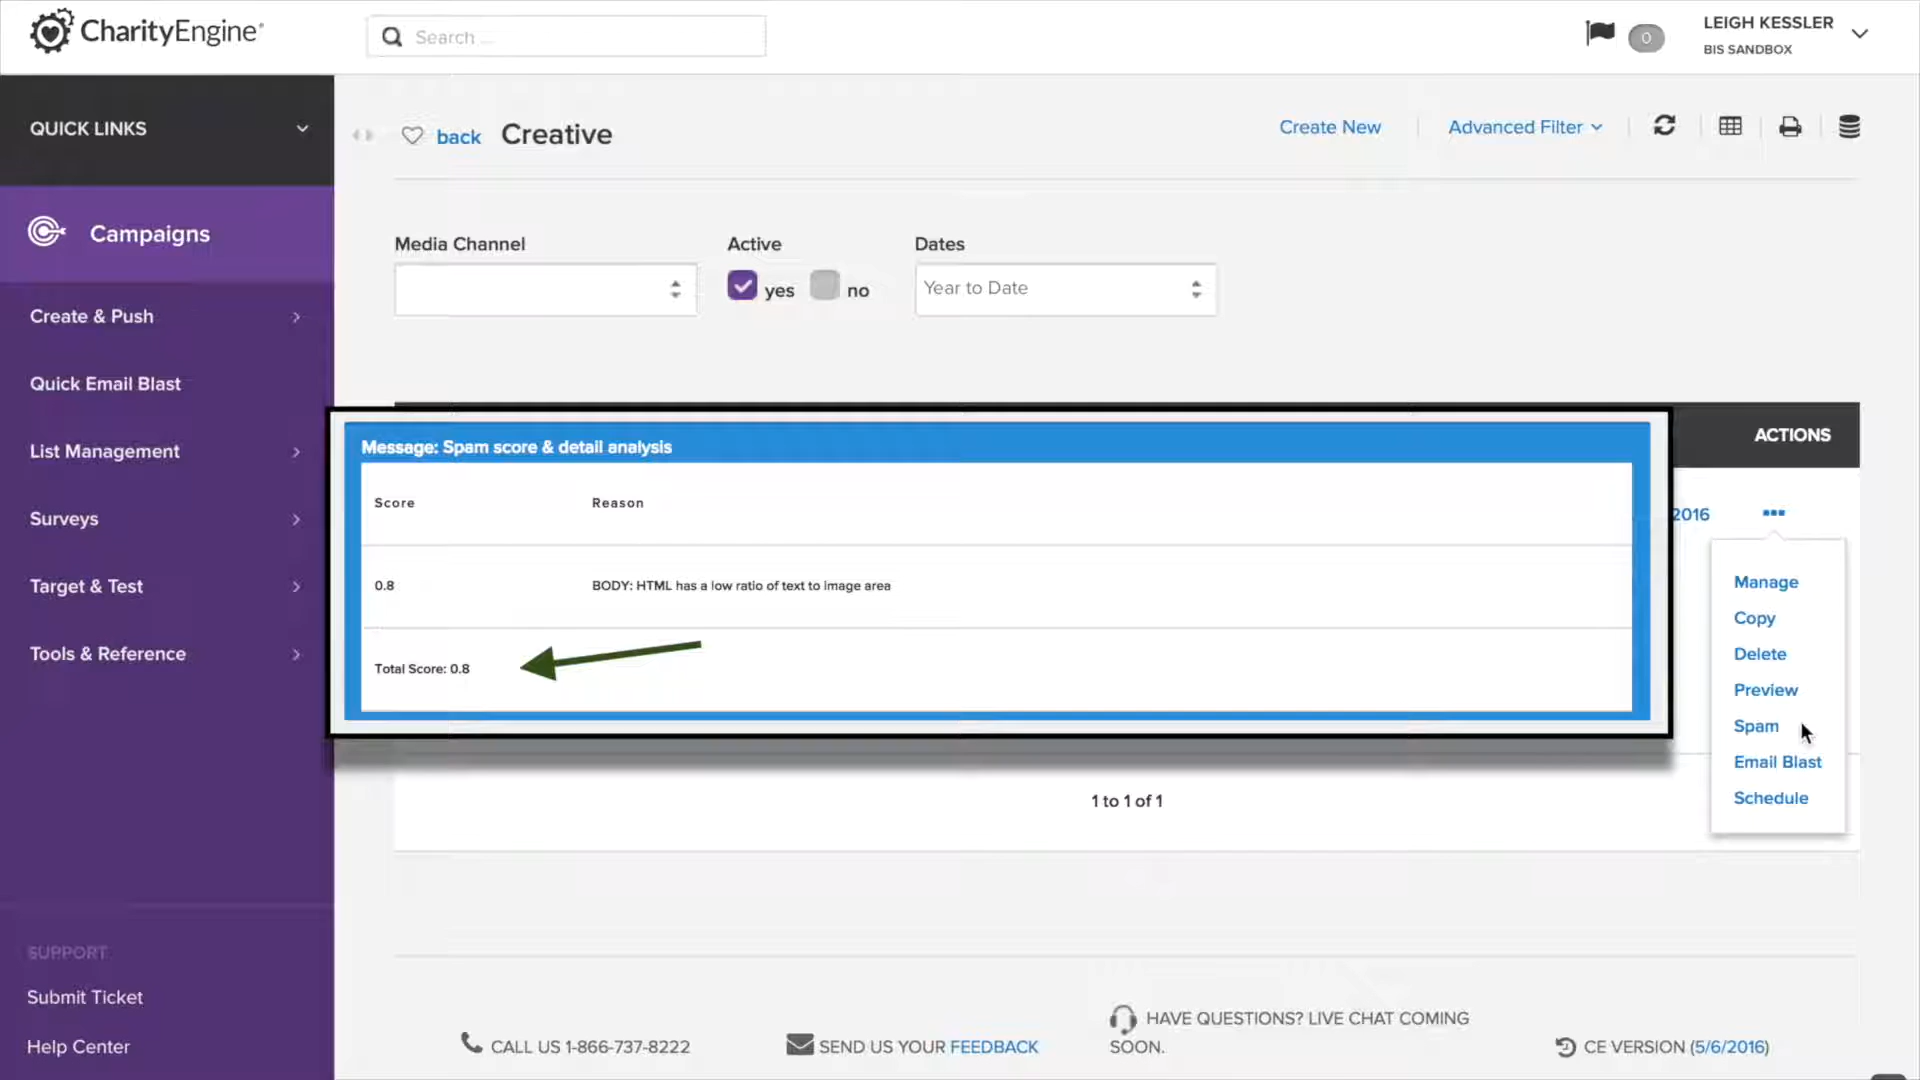 CharityEngine
Search ...
0
LEIGH KESSLER
BIS SANDBOX
QUICK LINKS
Campaigns
Create & Push
Quick Email Blast
List Management
Surveys
Target & Test
Tools & Reference
SUPPORT
Submit Ticket
Help Center
back Creative
Create New
Advanced Filter
Media Channel
Active
Dates
yes
no
Year to Date
ACTIONS
Message: Spam score & detail analysis
Score Reason
0.8 BODY: HTML has a low ratio of text to image area
Total Score: 0.8
2016
Manage
Copy
Delete
Preview
Spam
Email Blast
Schedule
1 to 1 of 1
CALL US 1-866-737-8222
SEND US YOUR FEEDBACK
HAVE QUESTIONS? LIVE CHAT COMING
SOON.
CE VERSION (5/6/2016)